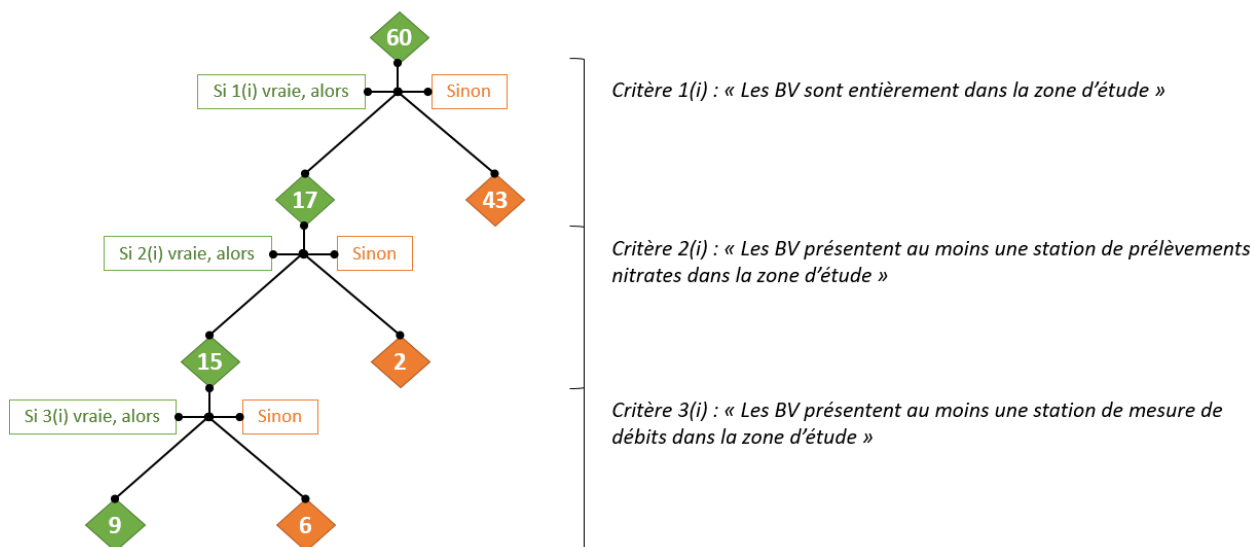 60
Si 1(i) vraie, alors
Sinon
Critère 1(i) : « Les BV sont entièrement dans la zone d’étude »
17
43
Si 2(i) vraie, alors
Sinon
Critère 2(i) : « Les BV présentent au moins une station de prélèvements
nitrates dans la zone d’étude »
15
2
Si 3(i) vraie, alors
Sinon
Critère 3(i) : « Les BV présentent au moins une station de mesure de
débits dans la zone d’étude »
9
6